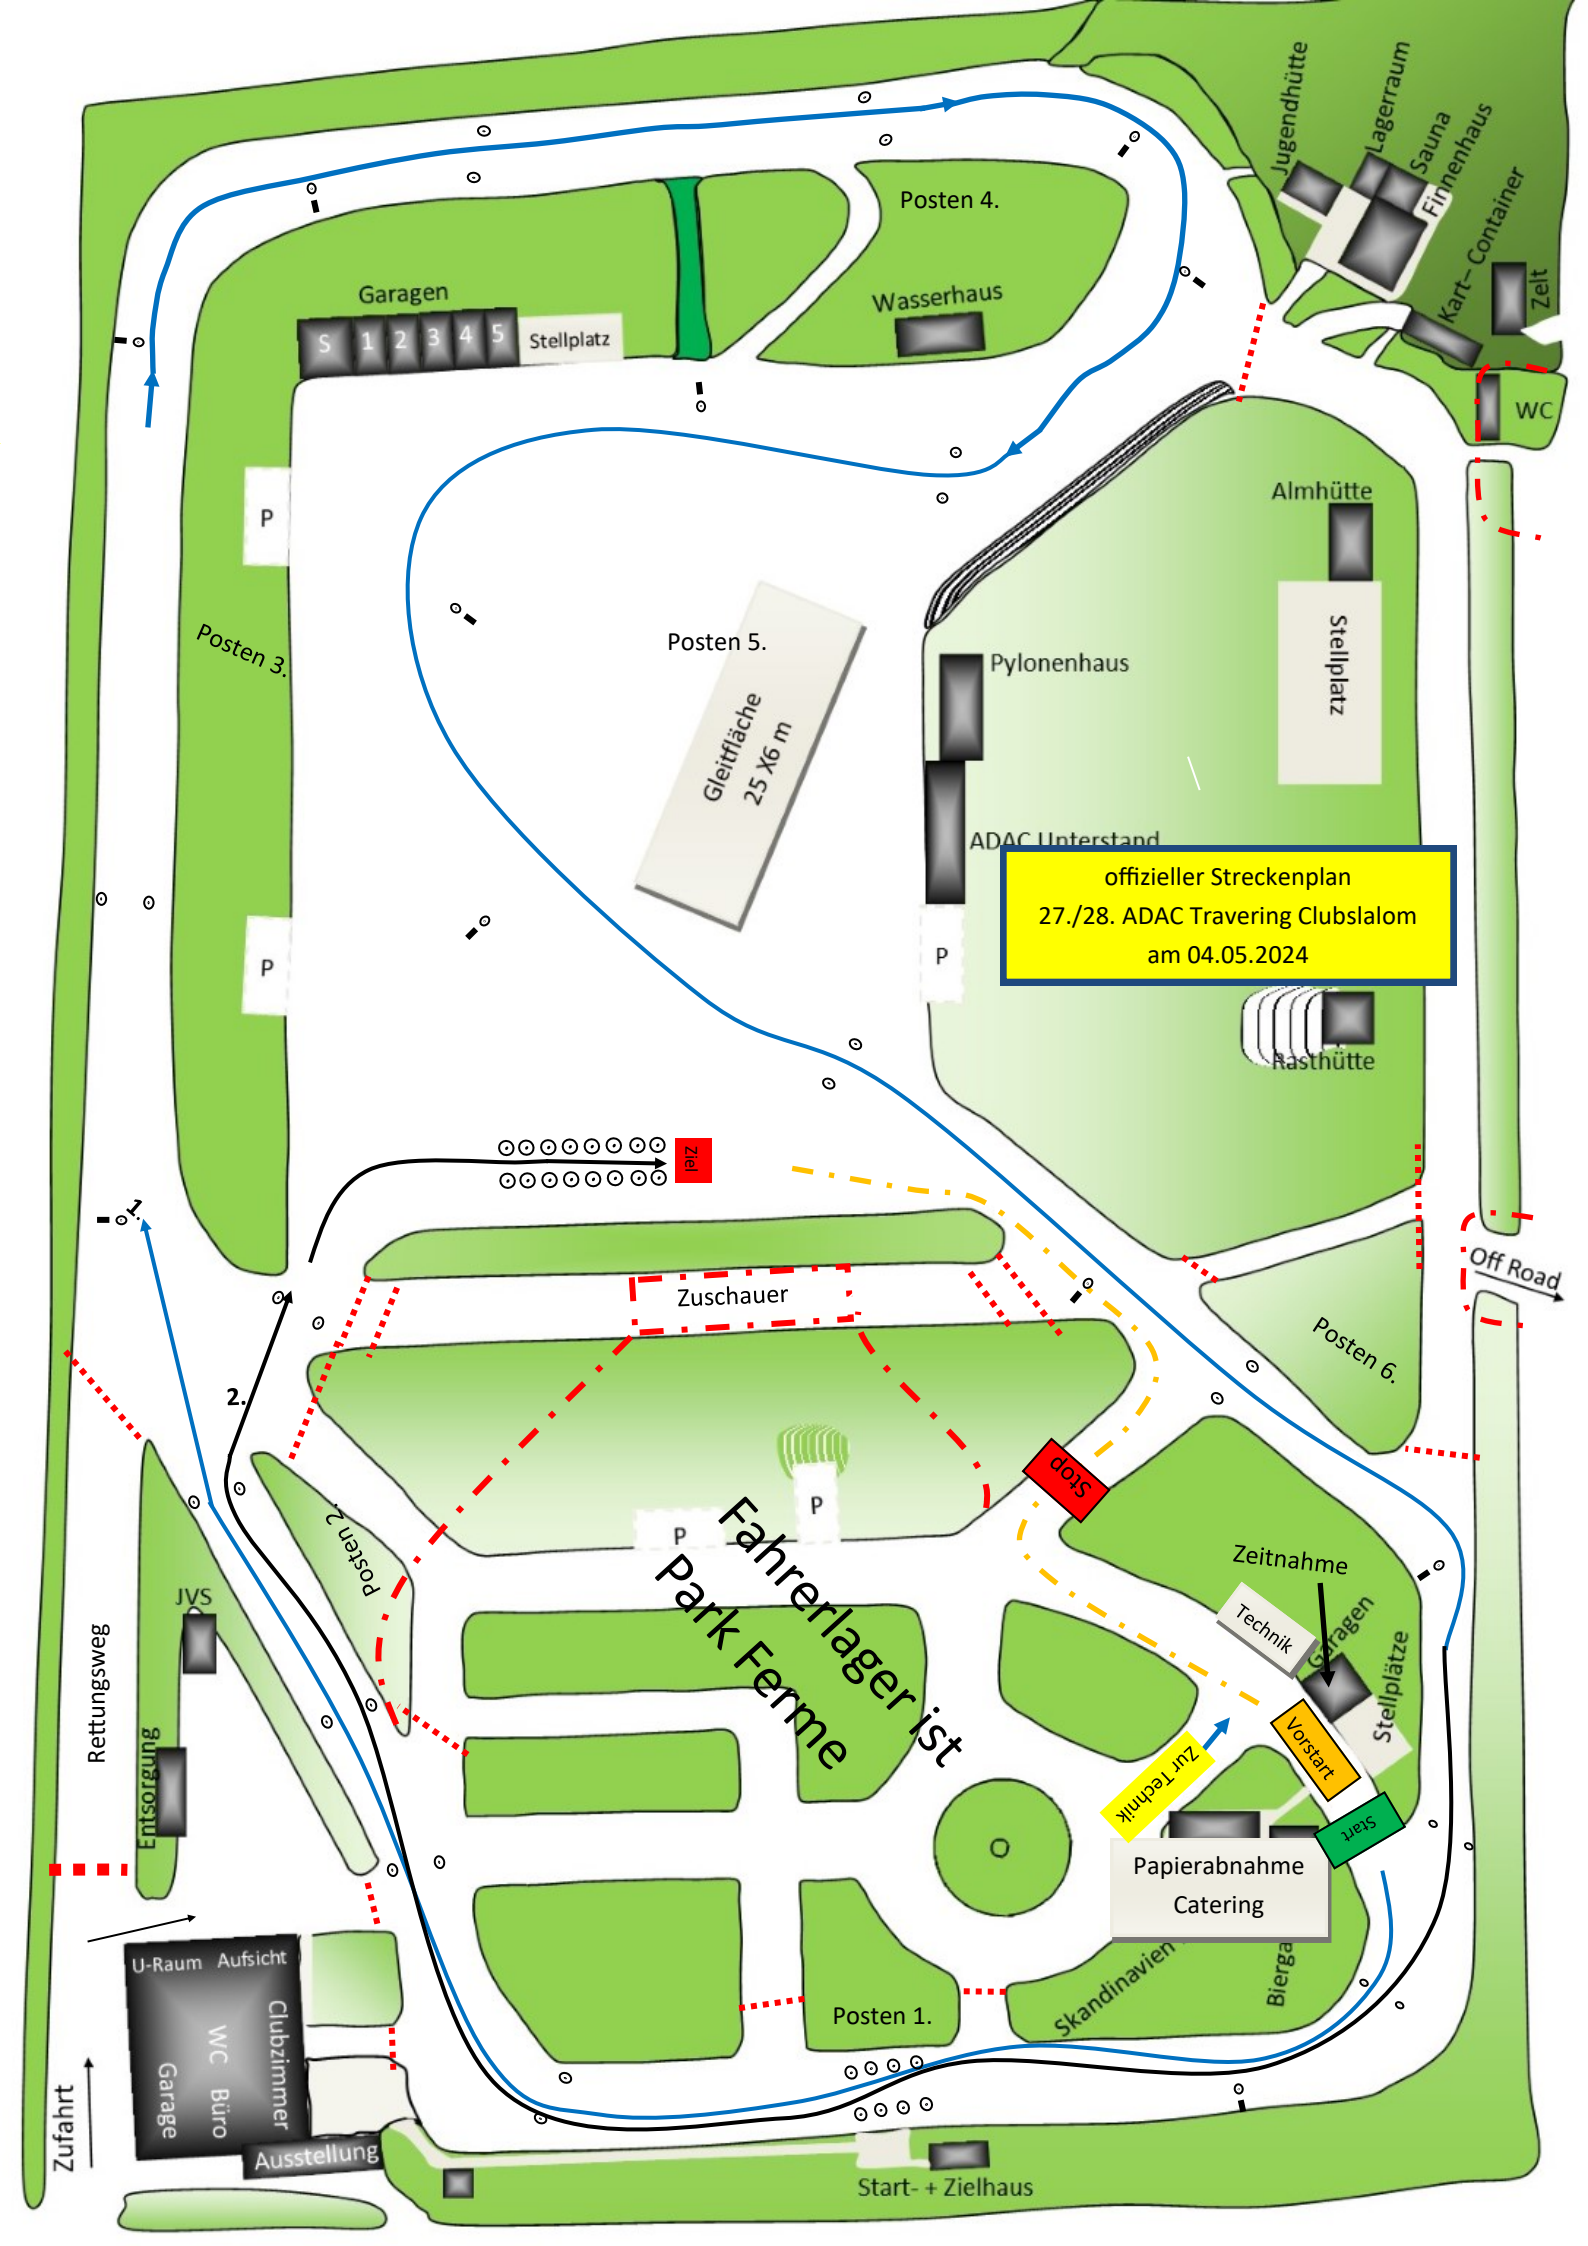 Jugendhütte
Lagerraum
Sauna
Finnenhaus
Kart– Container
Zelt
WC
Posten 4.
Garagen
S 1 2 3 4 5
Stellplatz
Wasserhaus
P
Almhütte
Stellplatz
Posten 3.
Posten 5.
Gleitfläche
25 X6 m
Pylonenhaus
ADAC Unterstand
offizieller Streckenplan
27./28. ADAC Travering Clubslalom
am 04.05.2024
P
P
Rasthütte
Ziel
1.
Off Road
Zuschauer
Posten 6.
2.
Stop
P
P
Posten 2.
Fahrerlager ist
Park Ferme
Zeitnahme
Technik
Garagen
Stellplätze
JVS
Rettungsweg
Entsorgung
Vorstart
Zur Technik
Start
Papierabnahme
Catering
Skandinavien
Bierga
U-Raum Aufsicht
Clubzimmer
WC Büro
Garage
Ausstellung
Zufahrt
Posten 1.
Start- + Zielhaus